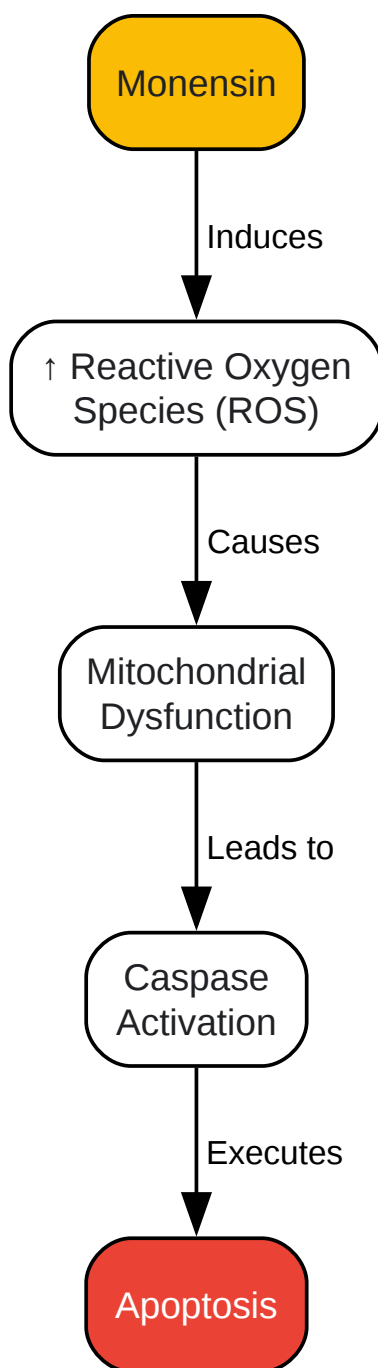 Monensin
Induces
↑ Reactive Oxygen
Species (ROS)
Causes
Mitochondrial
Dysfunction
Leads to
Caspase
Activation
Executes
Apoptosis